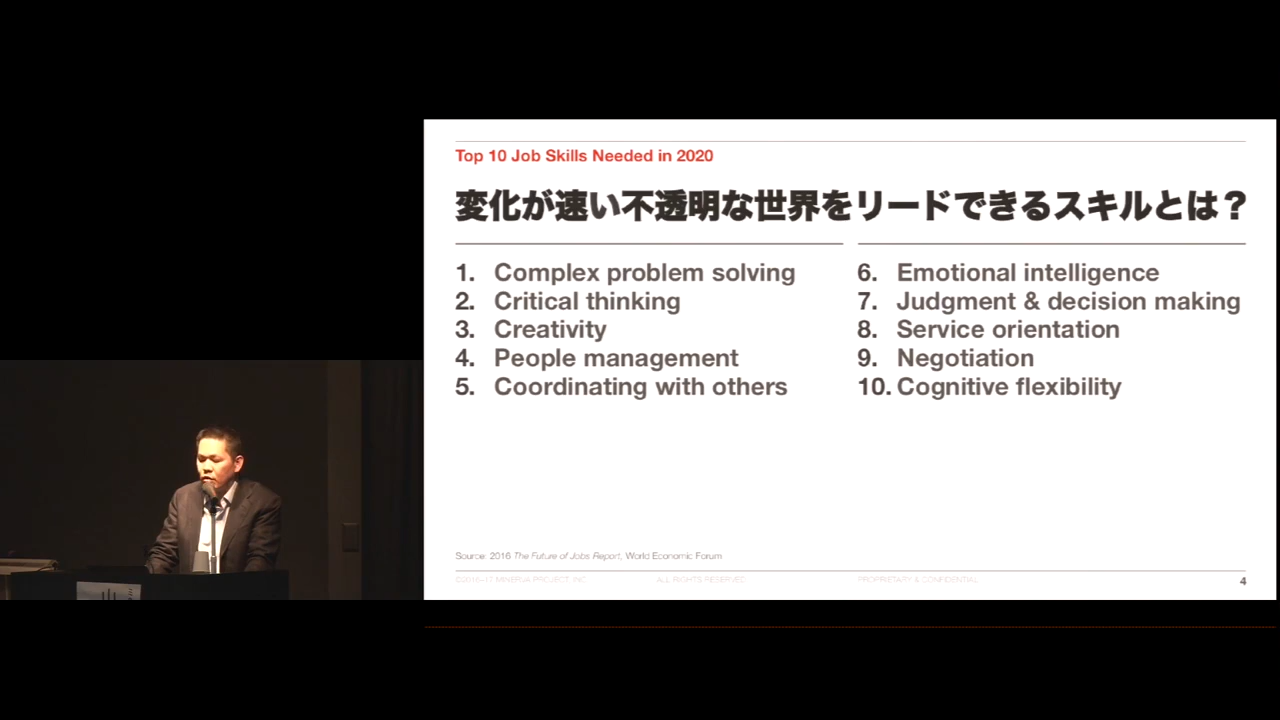 Top 10 Job Skills Needed in 2020
変化が速い不透明な世界をリードできるスキルとは？
1. Complex problem solving
2. Critical thinking
3. Creativity
4. People management
5. Coordinating with others
6. Emotional intelligence
7. Judgment & decision making
8. Service orientation
9. Negotiation
10. Cognitive flexibility
Source: 2016 The Future of Jobs Report, World Economic Forum
ALL RIGHTS RESERVED
PROPRIETARY & CONFIDENTIAL
4